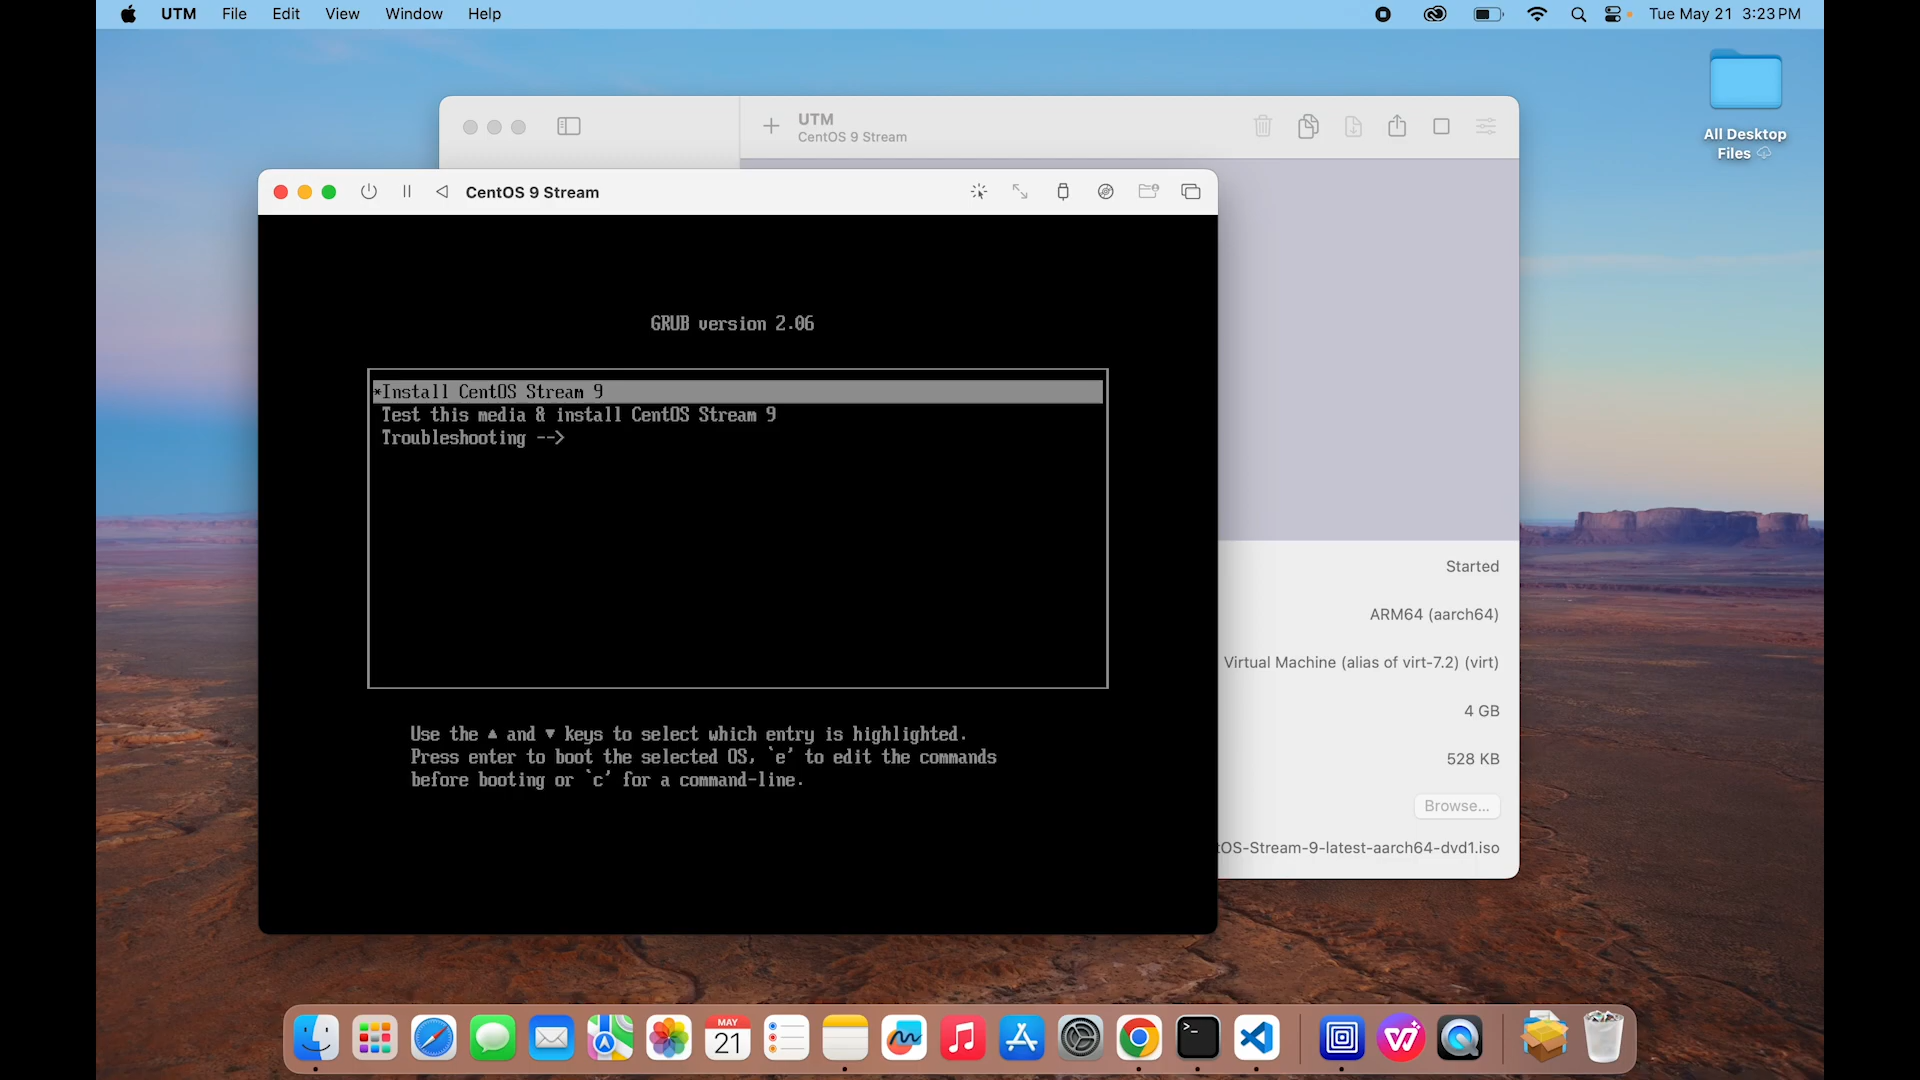 UTM File Edit View Window Help Tue May 21 3:23 PM
All Desktop
Files
UTM
CentOS 9 Stream
CentOS 9 Stream
GRUB version 2.06
*Install CentOS Stream 9
Test this media & install CentOS Stream 9
Troubleshooting -->
Use the ▲ and ▼ keys to select which entry is highlighted.
Press enter to boot the selected OS, `e' to edit the commands
before booting or `c' for a command-line.
Started
ARM64 (aarch64)
Virtual Machine (alias of virt-7.2) (virt)
4 GB
528 KB
Browse...
tOS-Stream-9-latest-aarch64-dvd1.iso
MAY
21